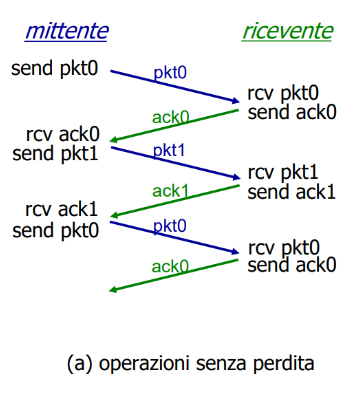 mittente ricevente
send pkt0
pkt0
rcv pkt0
send ack0
ack0
rcv ack0
send pkt1
pkt1
rcv pkt1
send ack1
ack1
rcv ack1
send pkt0
pkt0
rcv pkt0
send ack0
ack0
(a) operazioni senza perdita